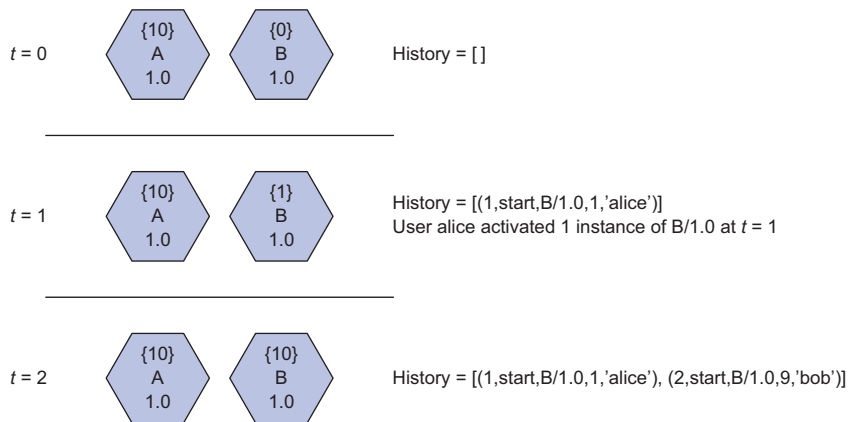 {10} {0}
t = 0 A B History = [ ]
1.0 1.0
{10} {1}
t = 1 A B History = [(1,start,B/1.0,1,’alice’)]
1.0 1.0 User alice activated 1 instance of B/1.0 at t = 1
{10} {10}
t = 2 A B History = [(1,start,B/1.0,1,’alice’), (2,start,B/1.0,9,’bob’)]
1.0 1.0